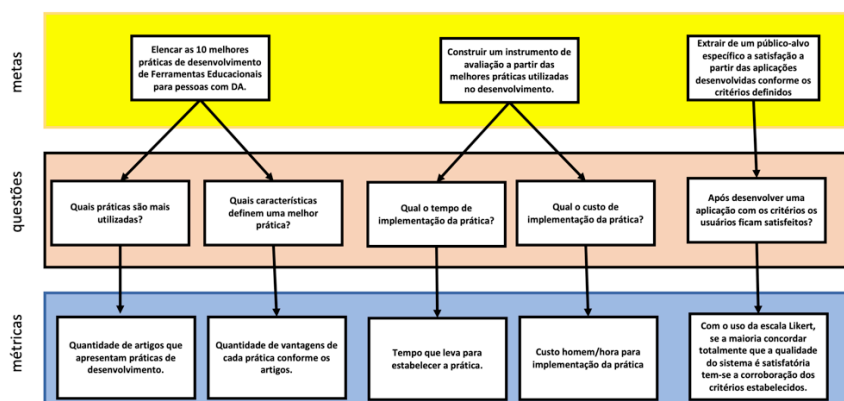 metas
Elencar as 10 melhores
práticas de desenvolvimento
de Ferramentas Educacionais
para pessoas com DA.
Construir um instrumento de
avaliação a partir das
melhores práticas utilizadas
no desenvolvimento.
Extrair de um público-alvo
específico a satisfação a
partir das aplicações
desenvolvidas conforme os
critérios definidos
questões
Quais práticas são mais
utilizadas?
Quais características
definem uma melhor
prática?
Qual o tempo de
implementação da prática?
Qual o custo de
implementação da prática?
Após desenvolver uma
aplicação com os critérios os
usuários ficam satisfeitos?
métricas
Quantidade de artigos que
apresentam práticas de
desenvolvimento.
Quantidade de vantagens de
cada prática conforme os
artigos.
Tempo que leva para
estabelecer a prática.
Custo homem/hora para
implementação da prática
Com o uso da escala Likert,
se a maioria concordar
totalmente que a qualidade
do sistema é satisfatória
tem-se a corroboração dos
critérios estabelecidos.